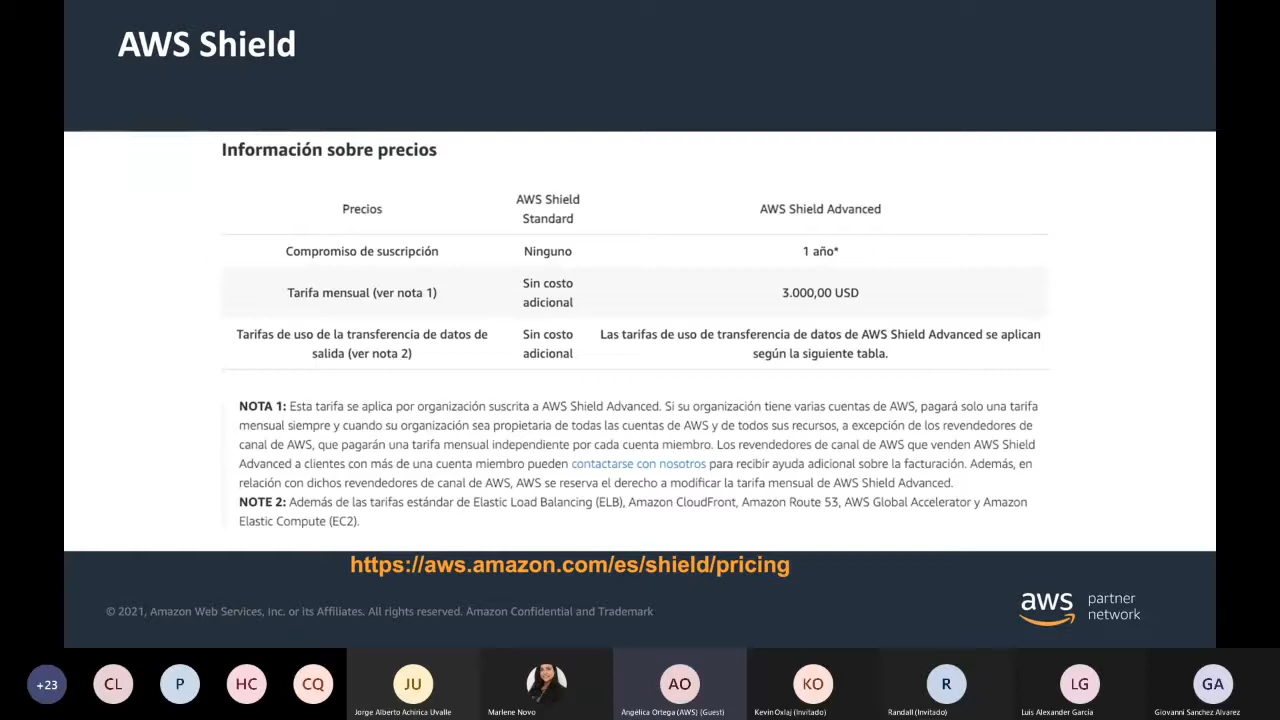 AWS Shield
Información sobre precios
Precios
AWS Shield
Standard
AWS Shield Advanced
Compromiso de suscripción
Ninguno
1 año*
Tarifa mensual (ver nota 1)
Sin costo
adicional
3.000,00 USD
Tarifas de uso de la transferencia de datos de
salida (ver nota 2)
Sin costo
adicional
Las tarifas de uso de transferencia de datos de AWS Shield Advanced se aplican
según la siguiente tabla.
NOTA 1: Esta tarifa se aplica por organización suscrita a AWS Shield Advanced. Si su organización tiene varias cuentas de AWS, pagará solo una tarifa
mensual siempre y cuando su organización sea propietaria de todas las cuentas de AWS y de todos sus recursos, a excepción de los revendedores de
canal de AWS, que pagarán una tarifa mensual independiente por cada cuenta miembro. Los revendedores de canal de AWS que venden AWS Shield
Advanced a clientes con más de una cuenta miembro pueden contactarse con nosotros para recibir ayuda adicional sobre la facturación. Además, en
relación con dichos revendedores de canal de AWS, AWS se reserva el derecho a modificar la tarifa mensual de AWS Shield Advanced.
NOTE 2: Además de las tarifas estándar de Elastic Load Balancing (ELB), Amazon CloudFront, Amazon Route 53, AWS Global Accelerator y Amazon
Elastic Compute (EC2).
https://aws.amazon.com/es/shield/pricing
© 2021, Amazon Web Services, Inc. or its Affiliates. All rights reserved. Amazon Confidential and Trademark
aws
partner
network
+23
CL
P
HC
CQ
JU
AO
KO
R
LG
GA
Jorge Alberto Achirica Uvalle
Marlene Novo
Angélica Ortega (AWS) (Guest)
Kevin Oxlaj (Invitado)
Randall (Invitado)
Luis Alexander García
Giovanni Sanchez Alvarez